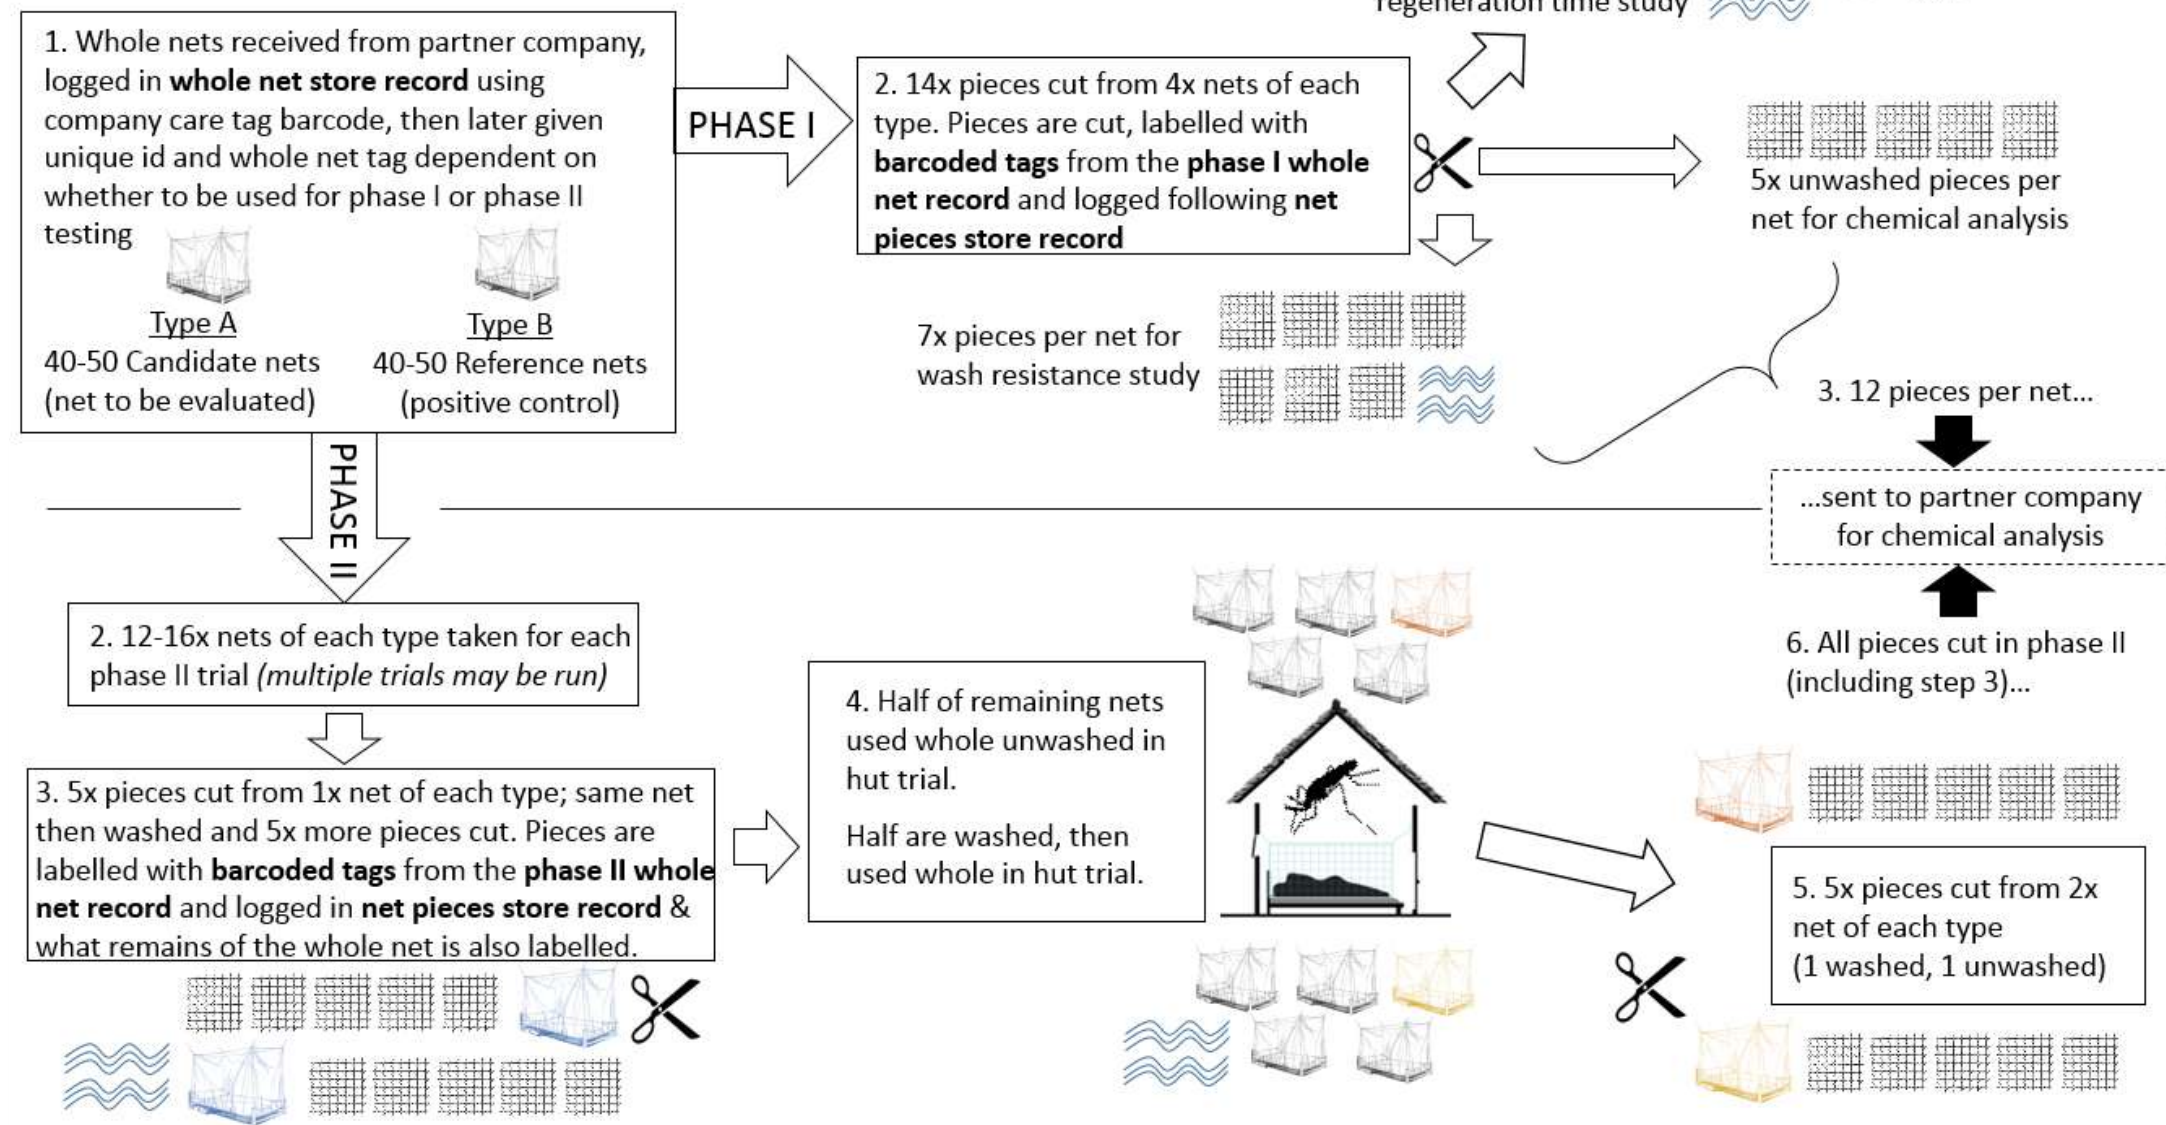 regeneration time study
1. Whole nets received from partner company,
logged in whole net store record using
company care tag barcode, then later given
unique id and whole net tag dependent on
whether to be used for phase I or phase II
testing
Type A
40-50 Candidate nets
(net to be evaluated)
Type B
40-50 Reference nets
(positive control)
PHASE I
2. 14x pieces cut from 4x nets of each
type. Pieces are cut, labelled with
barcoded tags from the phase I whole
net record and logged following net
pieces store record
5x unwashed pieces per
net for chemical analysis
7x pieces per net for
wash resistance study
3. 12 pieces per net...
...sent to partner company
for chemical analysis
6. All pieces cut in phase II
(including step 3)...
PHASE II
2. 12-16x nets of each type taken for each
phase II trial (multiple trials may be run)
3. 5x pieces cut from 1x net of each type; same net
then washed and 5x more pieces cut. Pieces are
labelled with barcoded tags from the phase II whole
net record and logged in net pieces store record &
what remains of the whole net is also labelled.
4. Half of remaining nets
used whole unwashed in
hut trial.
Half are washed, then
used whole in hut trial.
5. 5x pieces cut from 2x
net of each type
(1 washed, 1 unwashed)